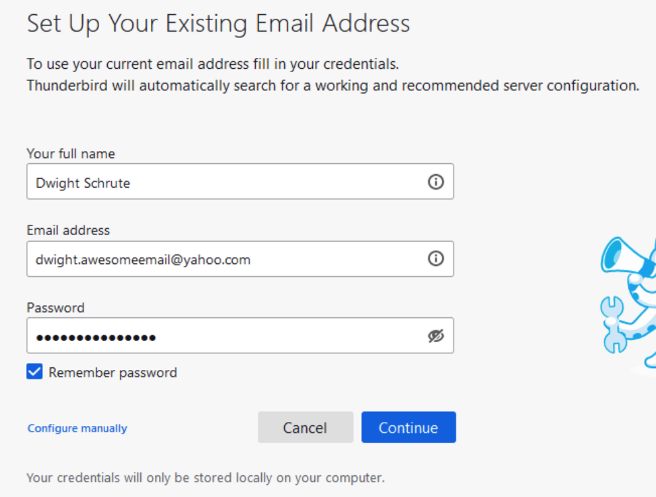 Set Up Your Existing Email Address
To use your current email address fill in your credentials.
Thunderbird will automatically search for a working and recommended server configuration.
Your full name
Dwight Schrute
Email address
dwight.awesomeemail@yahoo.com
Password
•••••••••••••••
Remember password
Configure manually
Cancel
Continue
Your credentials will only be stored locally on your computer.